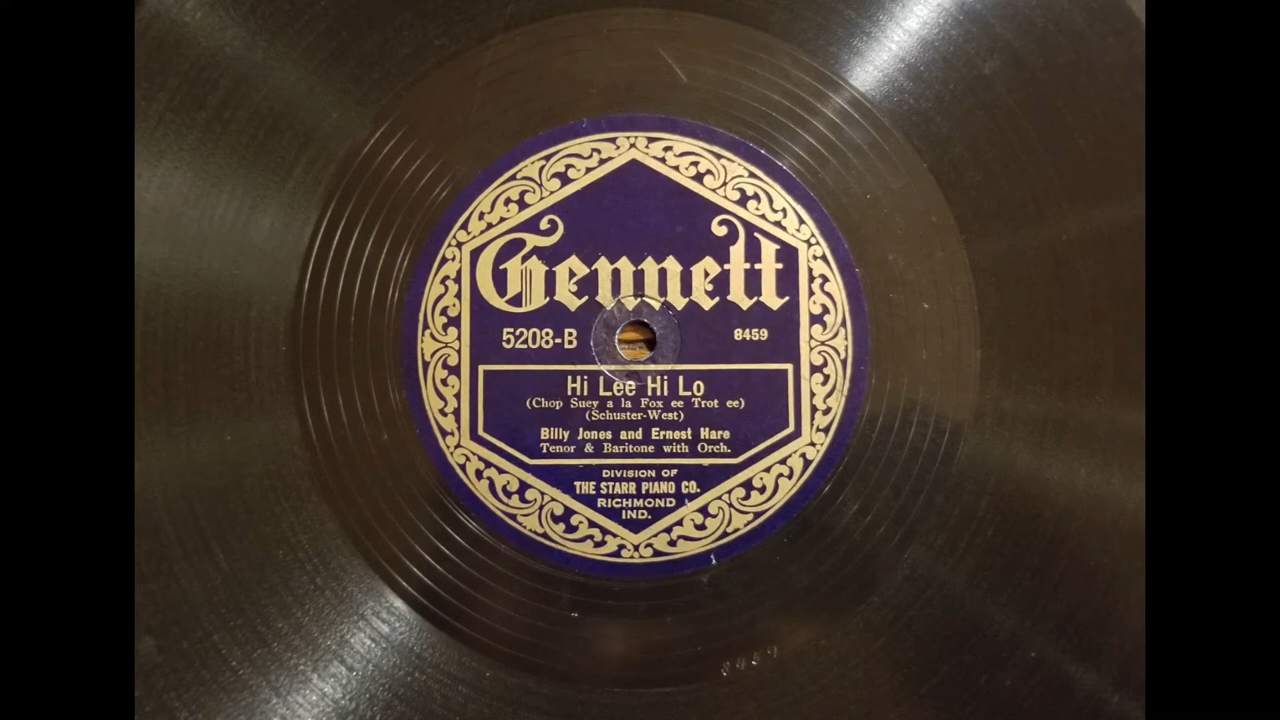 Gennett
5208-B 8459
Hi Lee Hi Lo
(Chop Suey a la Fox ee Trot ee)
(Schuster-West)
Billy Jones and Ernest Hare
Tenor & Baritone with Orch.
DIVISION OF
THE STARR PIANO CO.
RICHMOND
IND.
8459